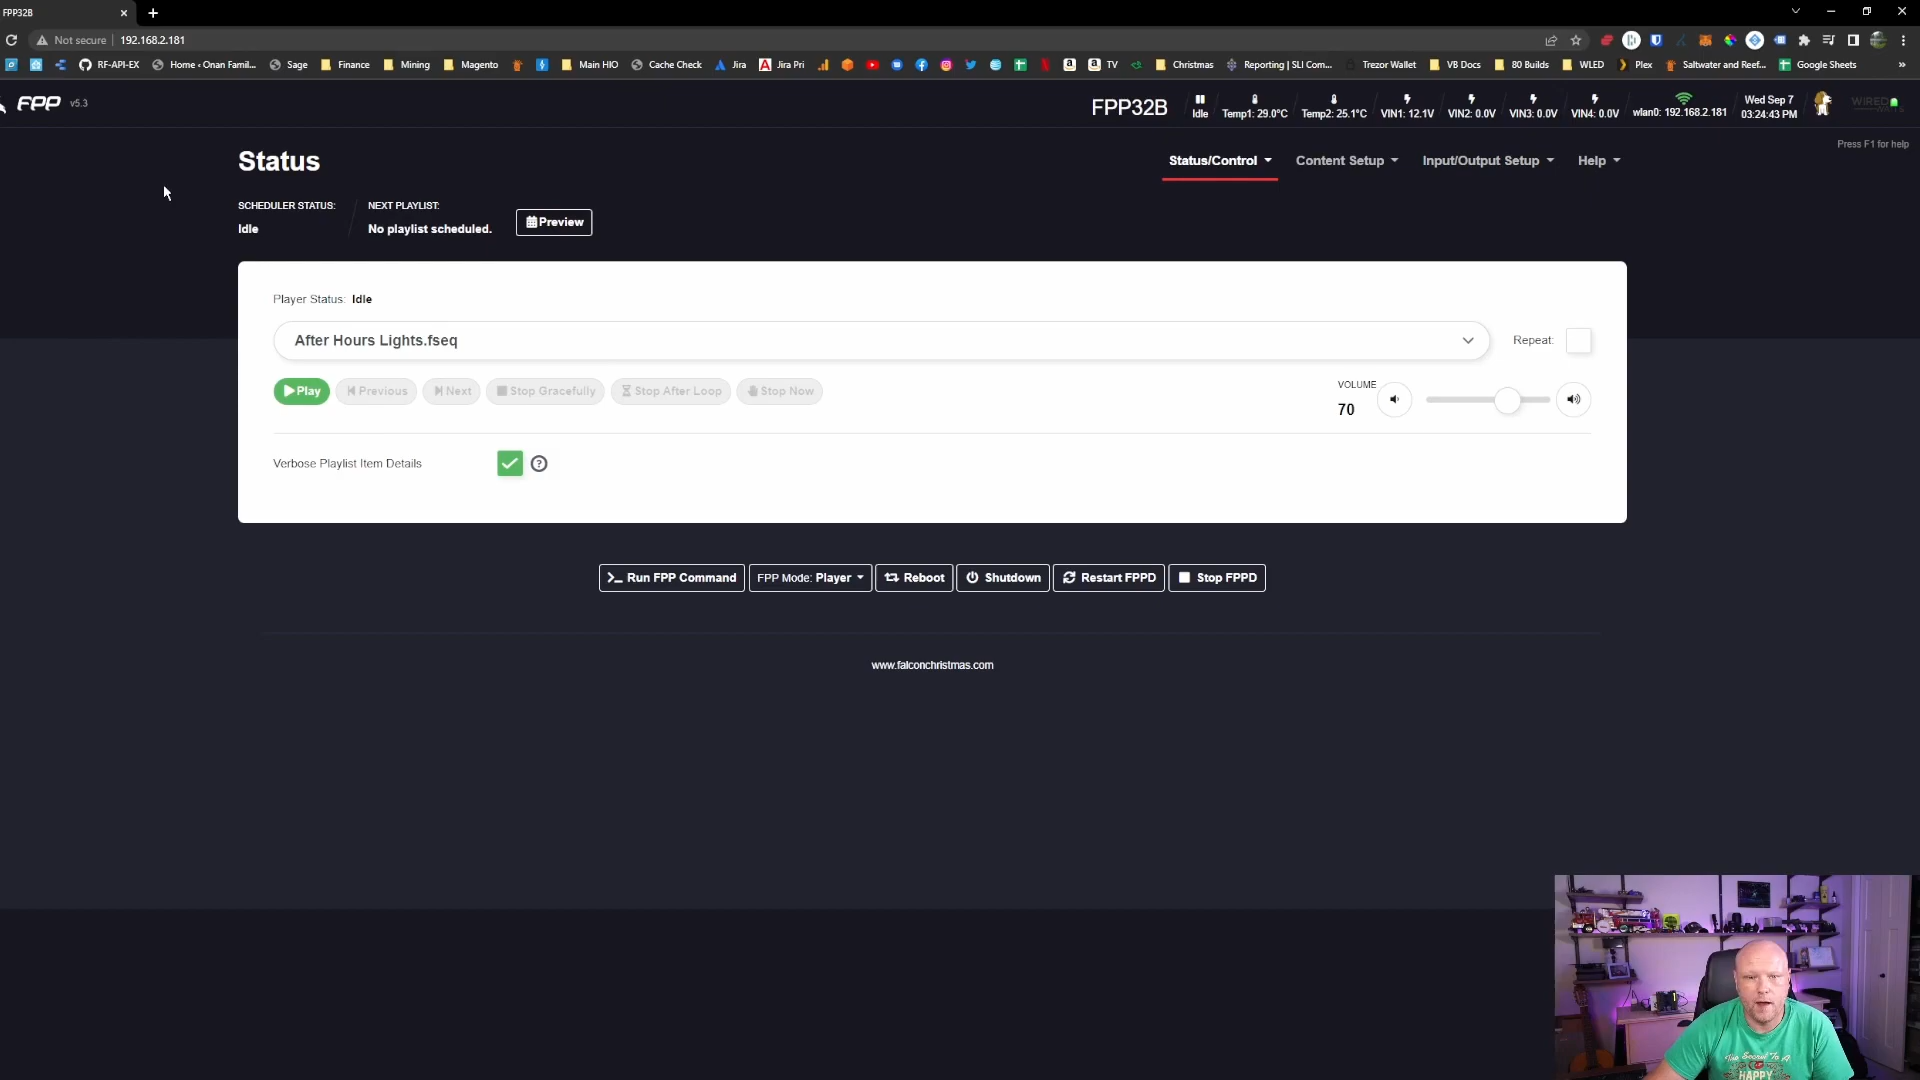 FPP32B
Not secure 192.168.2.181
RF-API-EX Home ‹ Onan Famil... Sage Finance Mining Magento Main HIO Cache Check Jira Jira Pri TV Christmas Reporting | SLI Com... Trezor Wallet VB Docs 80 Builds WLED Plex Saltwater and Reef... Google Sheets »
FPP v5.3
FPP32B
Idle Temp1: 29.0°C Temp2: 25.1°C VIN1: 12.1V VIN2: 0.0V VIN3: 0.0V VIN4: 0.0V wlan0: 192.168.2.181
Wed Sep 7
03:24:43 PM
WIRED
Press F1 for help
Status
Status/Control Content Setup Input/Output Setup Help
SCHEDULER STATUS: NEXT PLAYLIST:
Idle No playlist scheduled.
Preview
Player Status: Idle
After Hours Lights.fseq
Repeat:
Play Previous Next Stop Gracefully Stop After Loop Stop Now
VOLUME
70
Verbose Playlist Item Details
Run FPP Command FPP Mode: Player Reboot Shutdown Restart FPPD Stop FPPD
www.falconchristmas.com
The Secret To A
HAPPY